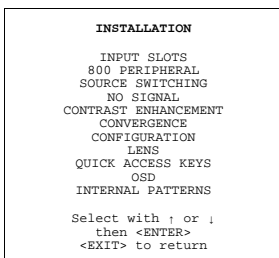 INSTALLATION
INPUT SLOTS
800 PERIPHERAL
SOURCE SWITCHING
NO SIGNAL
CONTRAST ENHANCEMENT
CONVERGENCE
CONFIGURATION
LENS
QUICK ACCESS KEYS
OSD
INTERNAL PATTERNS
Select with ↑ or ↓
then <ENTER>
<EXIT> to return